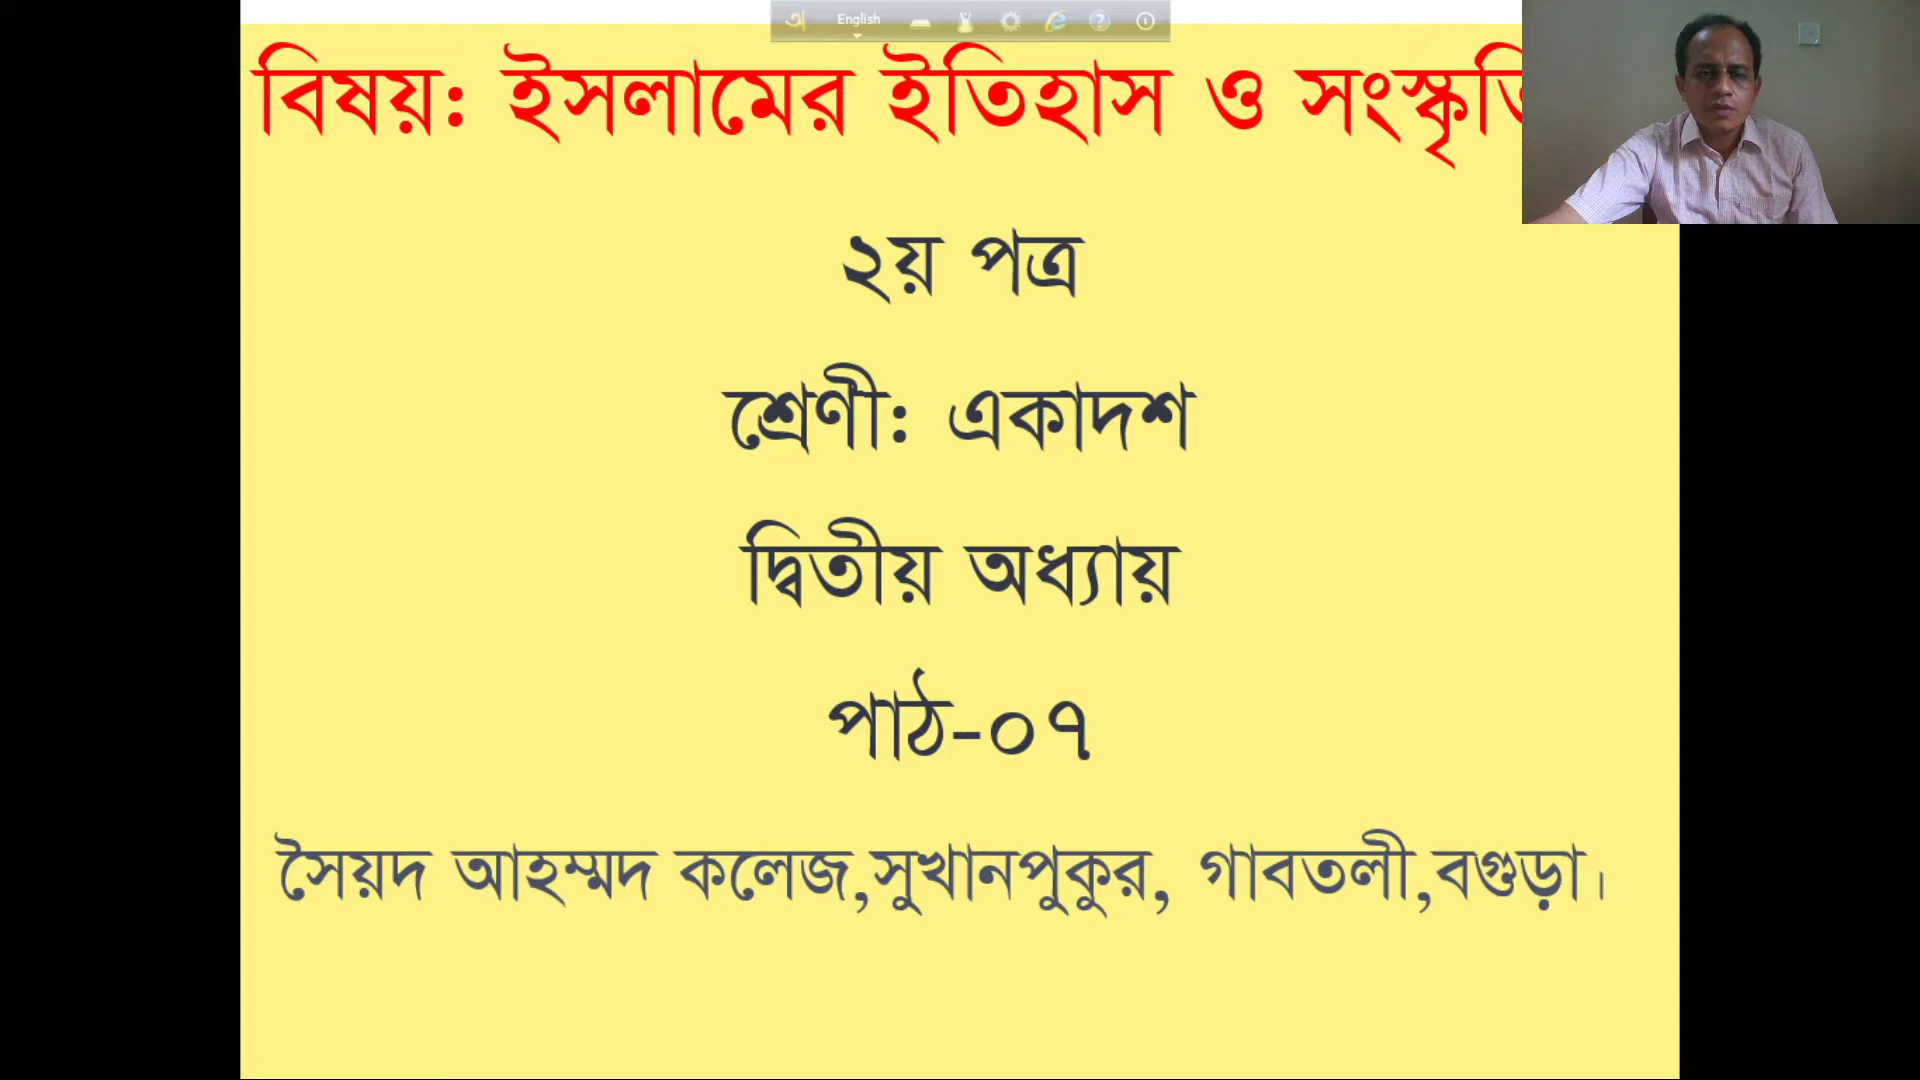 অ English
বিষয়: ইসলামের ইতিহাস ও
২য় পত্র
শ্রেণী: একাদশ
দ্বিতীয় অধ্যায়
পাঠ-০৭
সৈয়দ আহম্মদ কলেজ,সুখানপুকুর, গাবতলী,বগুড়া।